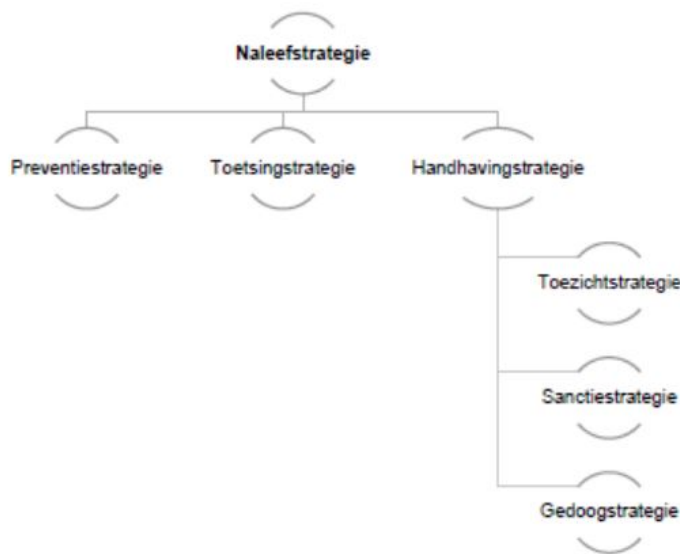 Naleefstrategie
Preventiestrategie
Toetsingstrategie
Handhavingstrategie
Toezichtstrategie
Sanctiestrategie
Gedoogstrategie